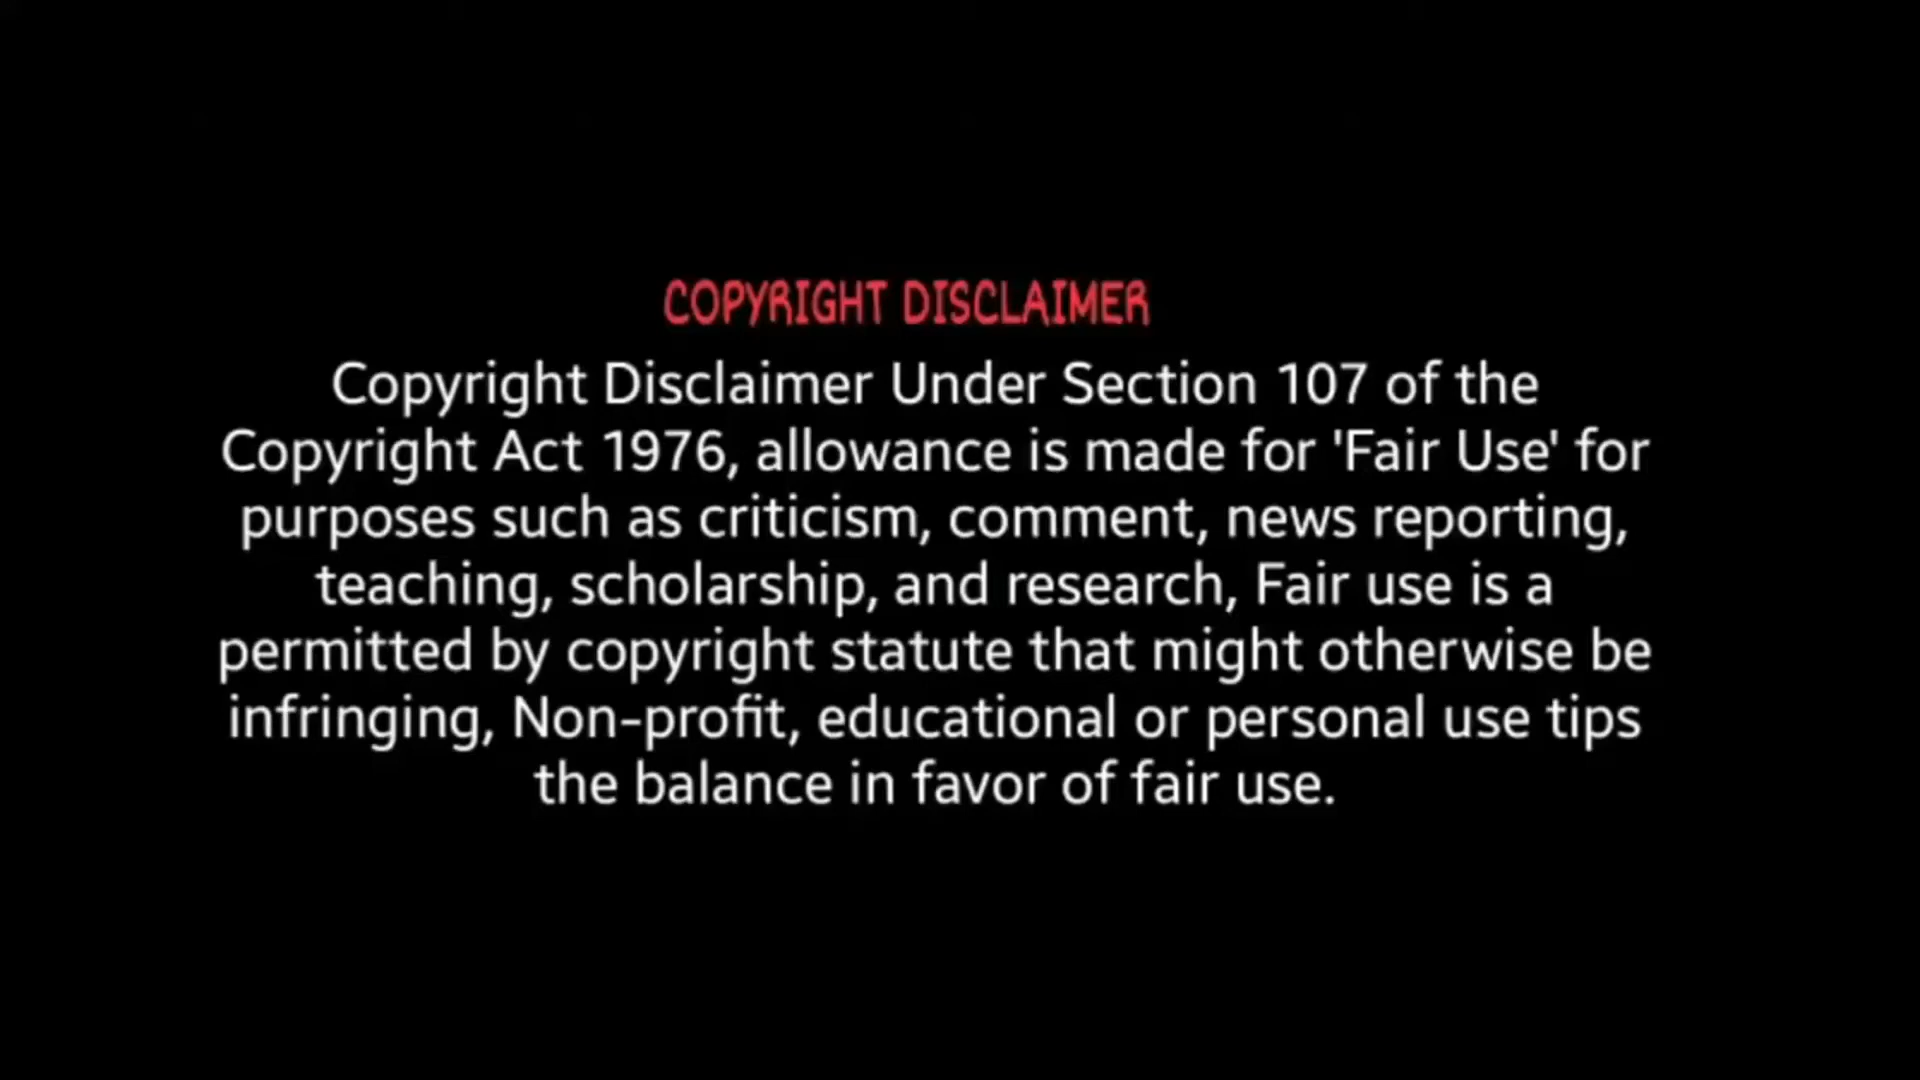 COPYRIGHT DISCLAIMER
Copyright Disclaimer Under Section 107 of the
Copyright Act 1976, allowance is made for 'Fair Use' for
purposes such as criticism, comment, news reporting,
teaching, scholarship, and research, Fair use is a
permitted by copyright statute that might otherwise be
infringing, Non-profit, educational or personal use tips
the balance in favor of fair use.